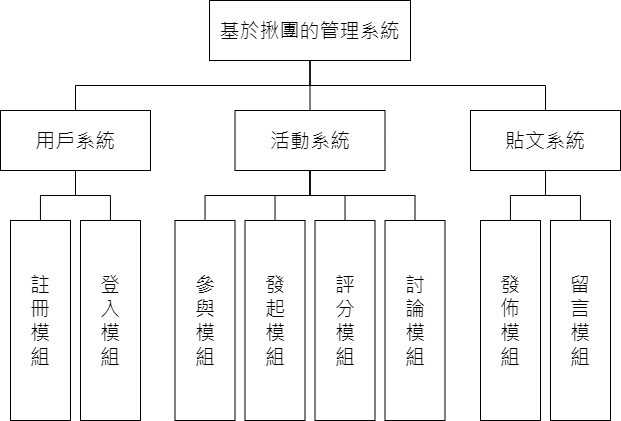 基於揪團的管理系統
用戶系統
活動系統
貼文系統
註冊模組
登入模組
參與模組
發起模組
評分模組
討論模組
發佈模組
留言模組